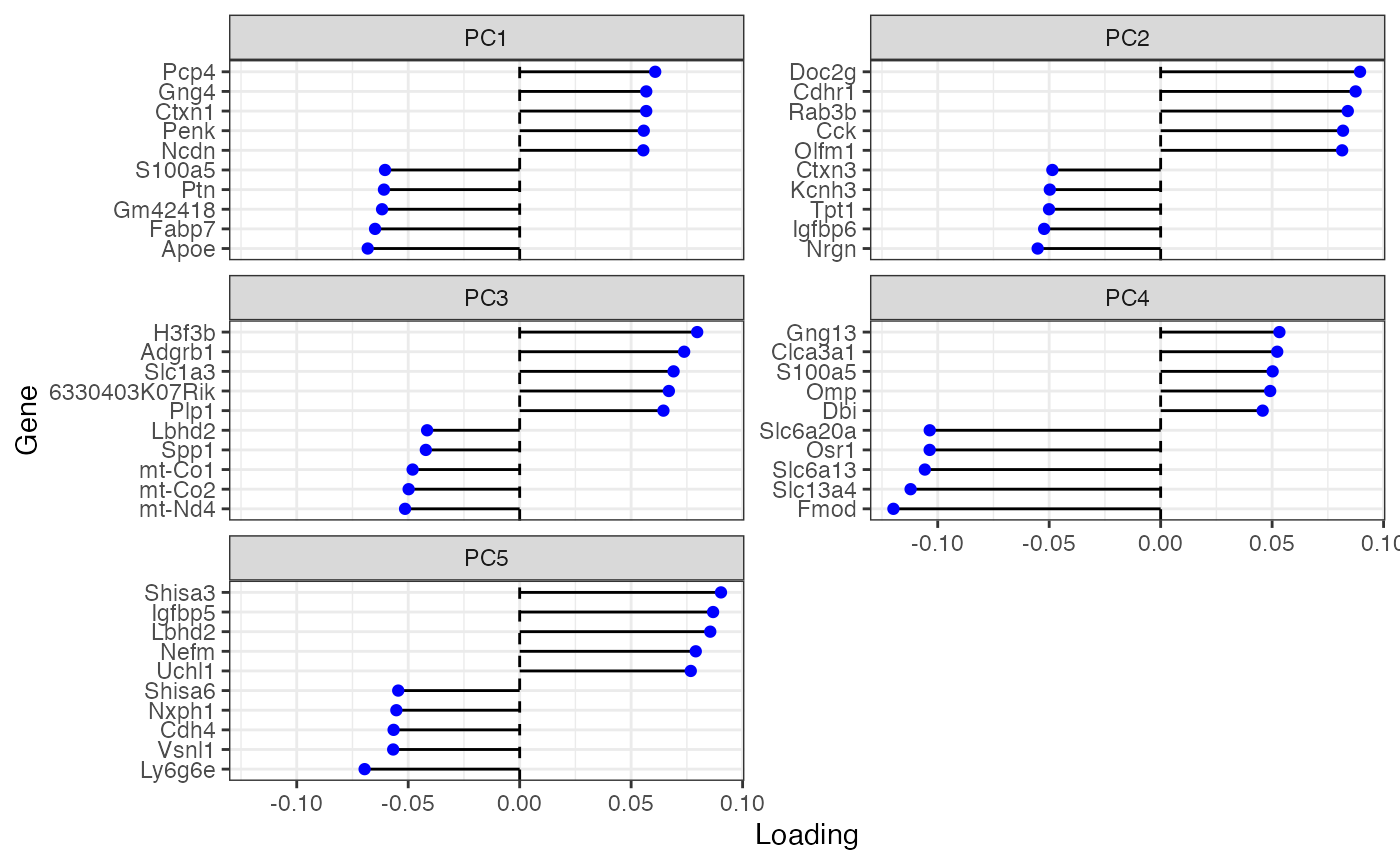 PC1
Pcp4
Gng4
Ctxn1
Penk
Ncdn
S100a5
Ptn
Gm42418
Fabp7
Apoe
PC2
Doc2g
Cdhr1
Rab3b
Cck
Olfm1
Ctxn3
Kcnh3
Tpt1
Igfbp6
Nrgn
PC3
H3f3b
Adgrb1
Slc1a3
6330403K07Rik
Plp1
Lbhd2
Spp1
mt-Co1
mt-Co2
mt-Nd4
PC4
Gng13
Clca3a1
S100a5
Omp
Dbi
Slc6a20a
Osr1
Slc6a13
Slc13a4
Fmod
-0.10 -0.05 0.00 0.05 0.10
PC5
Shisa3
Igfbp5
Lbhd2
Nefm
Uchl1
Shisa6
Nxph1
Cdh4
Vsnl1
Ly6g6e
-0.10 -0.05 0.00 0.05 0.10
Loading
Gene